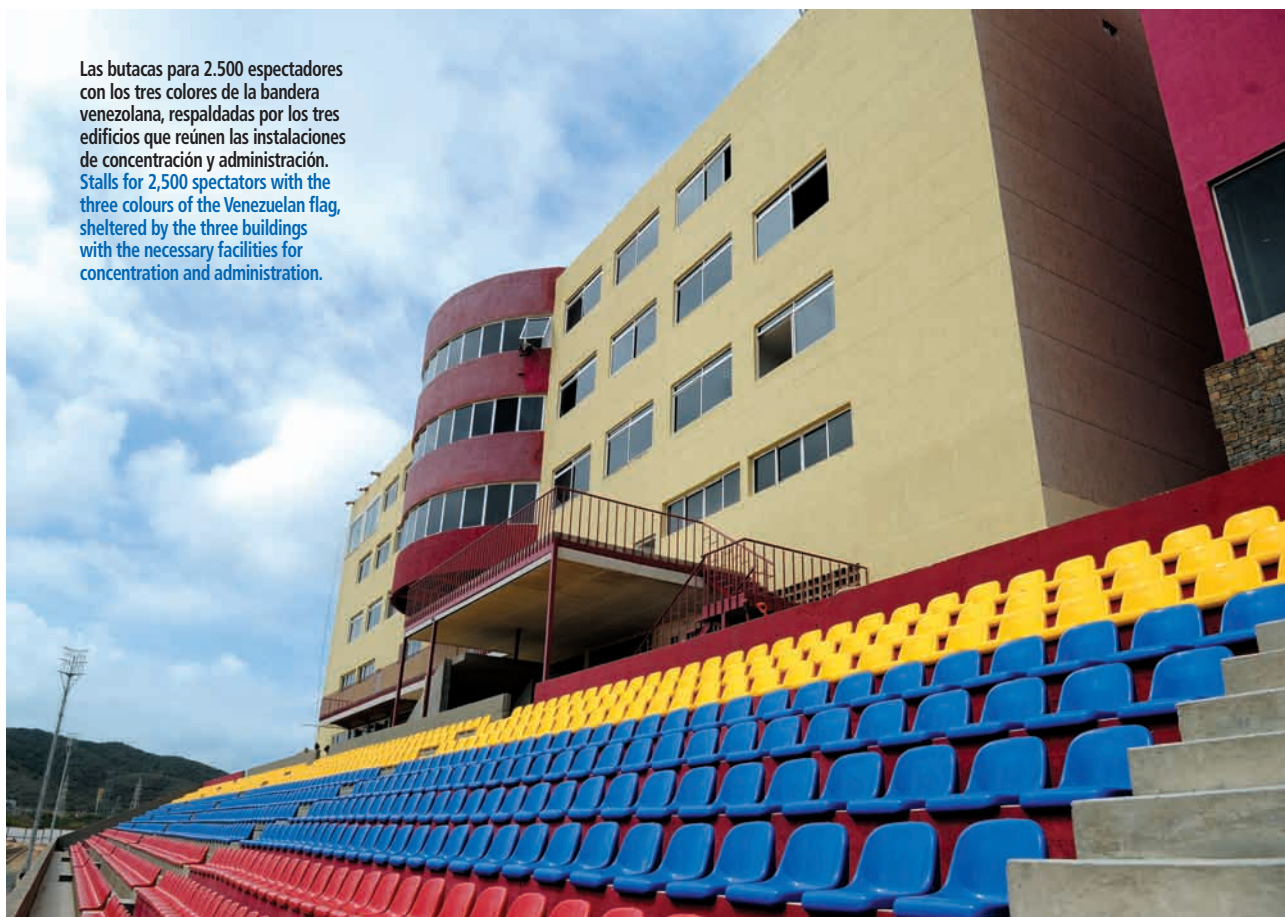 Las butacas para 2.500 espectadores
con los tres colores de la bandera
venezolana, respaldadas por los tres
edificios que reúnen las instalaciones
de concentración y administración.
Stalls for 2,500 spectators with the
three colours of the Venezuelan flag,
sheltered by the three buildings
with the necessary facilities for
concentration and administration.